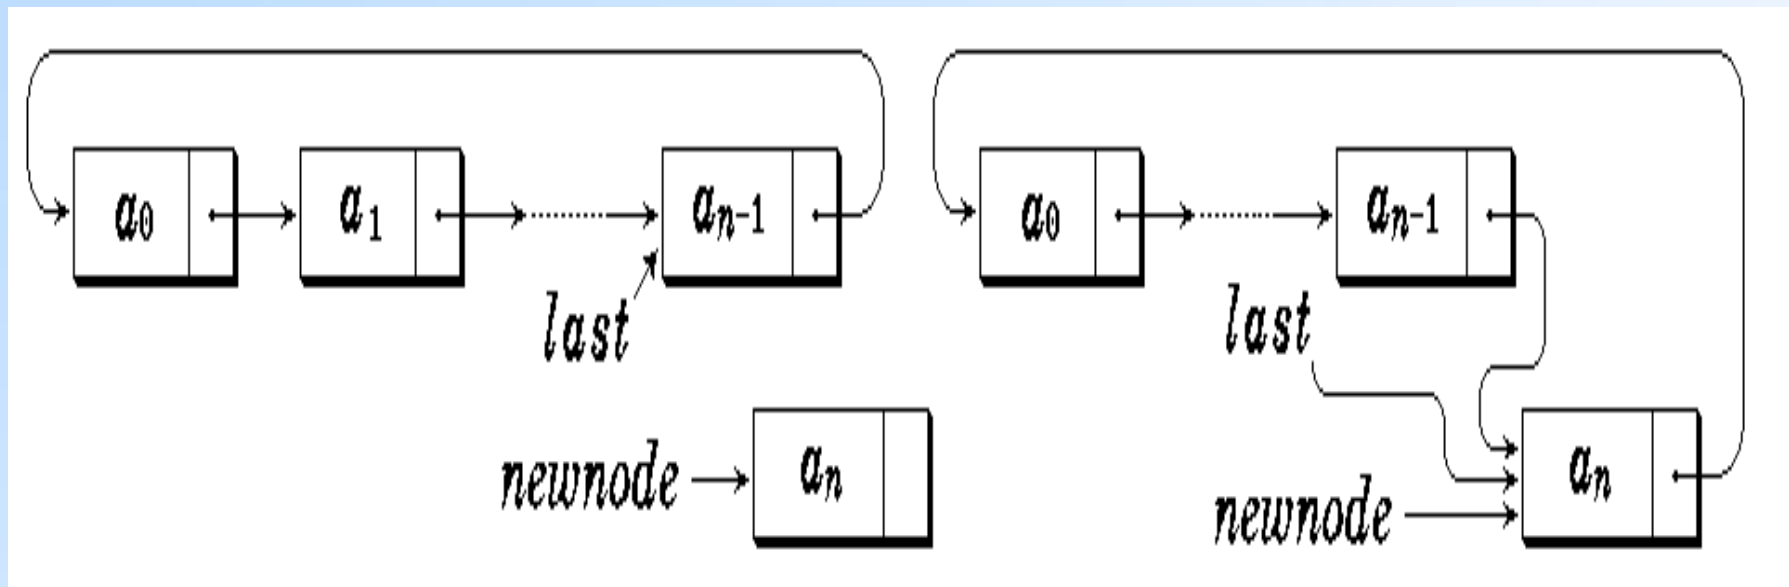 a₀ a₁ aₙ₋₁ a₀ aₙ₋₁
last last
newnode aₙ newnode aₙ